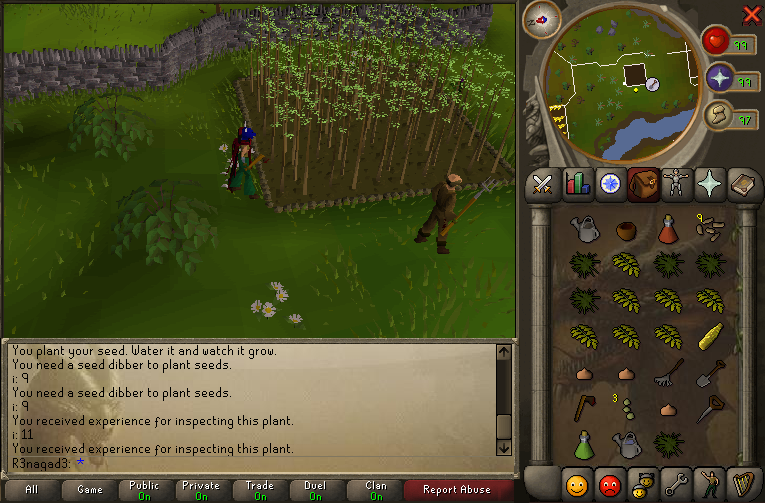 99
99
97
9
3
You plant your seed. Water it and watch it grow.
You need a seed dibber to plant seeds.
i: 9
You need a seed dibber to plant seeds.
i: 9
You received experience for inspecting this plant.
i: 11
You received experience for inspecting this plant.
R3naqad3: *
All Game Public Private Trade Duel Clan Report Abuse
On On On On On